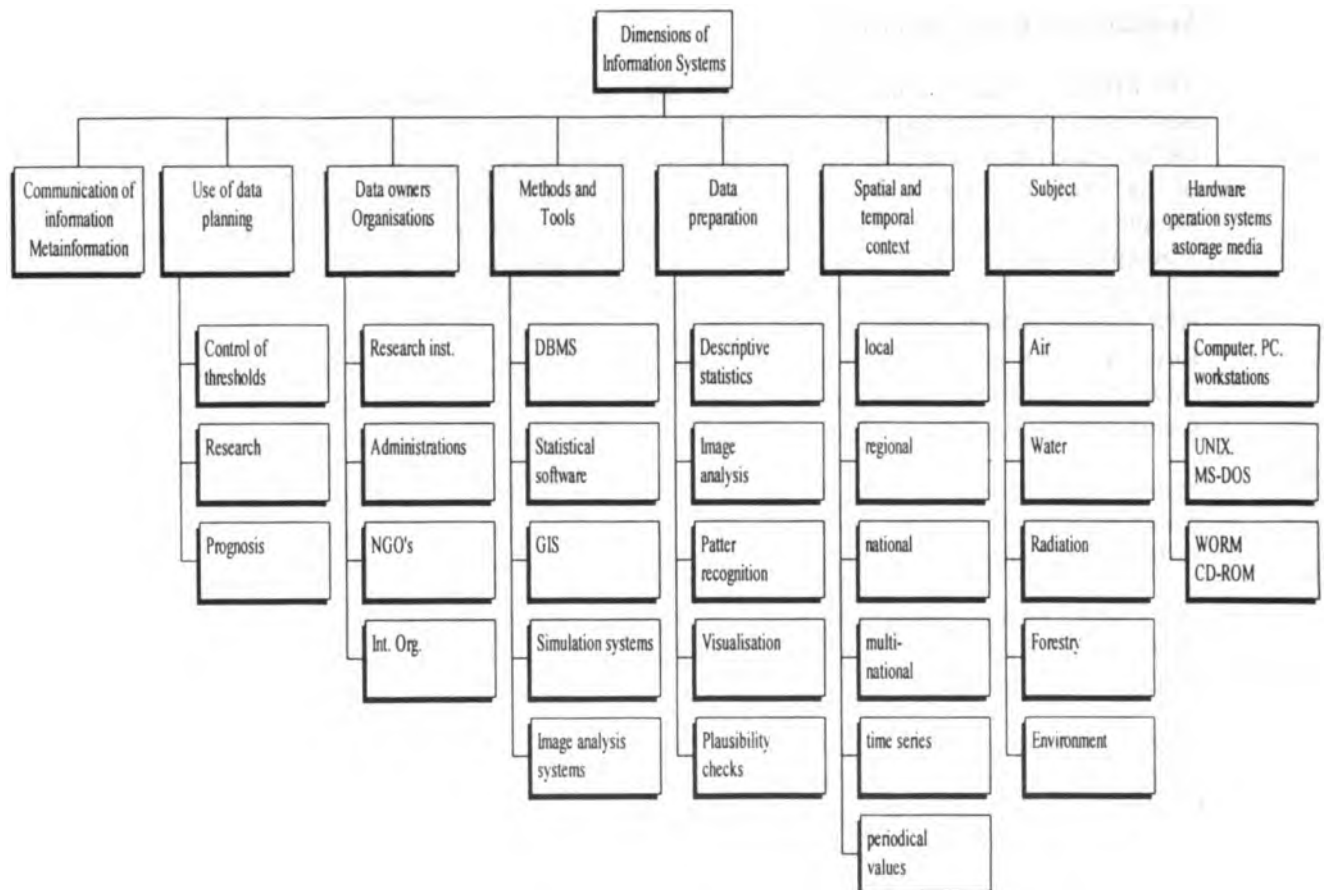 Dimensions of
Information Systems
Communication of
information
Metainformation
Use of data
planning
Data owners
Organisations
Methods and
Tools
Data
preparation
Spatial and
temporal
context
Subject
Hardware
operation systems
astorage media
Control of
thresholds
Research
Prognosis
Research inst.
Administrations
NGO's
Int. Org.
DBMS
Statistical
software
GIS
Simulation systems
Image analysis
systems
Descriptive
statistics
Image
analysis
Patter
recognition
Visualisation
Plausibility
checks
local
regional
national
multi-
national
time series
periodical
values
Air
Water
Radiation
Forestry
Environment
Computer, PC.
workstations
UNIX.
MS-DOS
WORM
CD-ROM